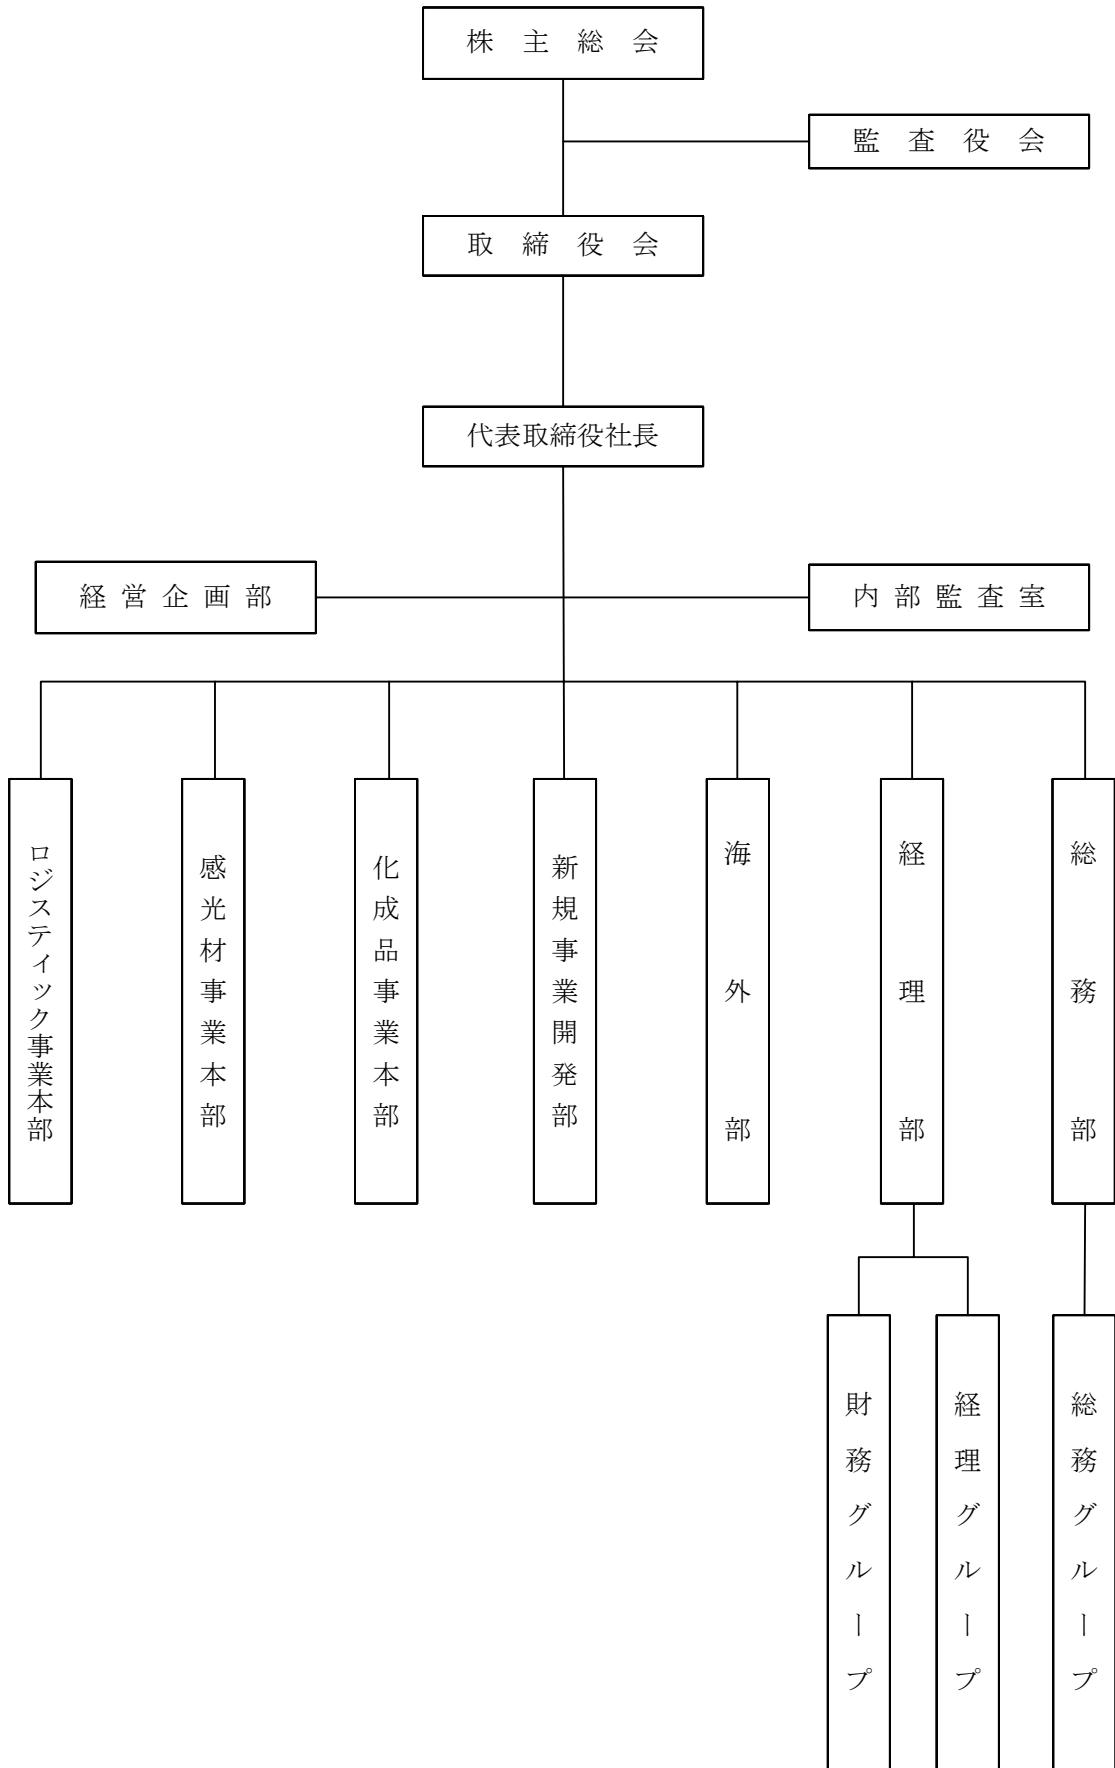 株主総会
監査役会
取締役会
代表取締役社長
経営企画部
内部監査室
ロジスティック事業本部
感光材事業本部
化成品事業本部
新規事業開発部
海外部
経理部
総務部
財務グループ
経理グループ
総務グループ